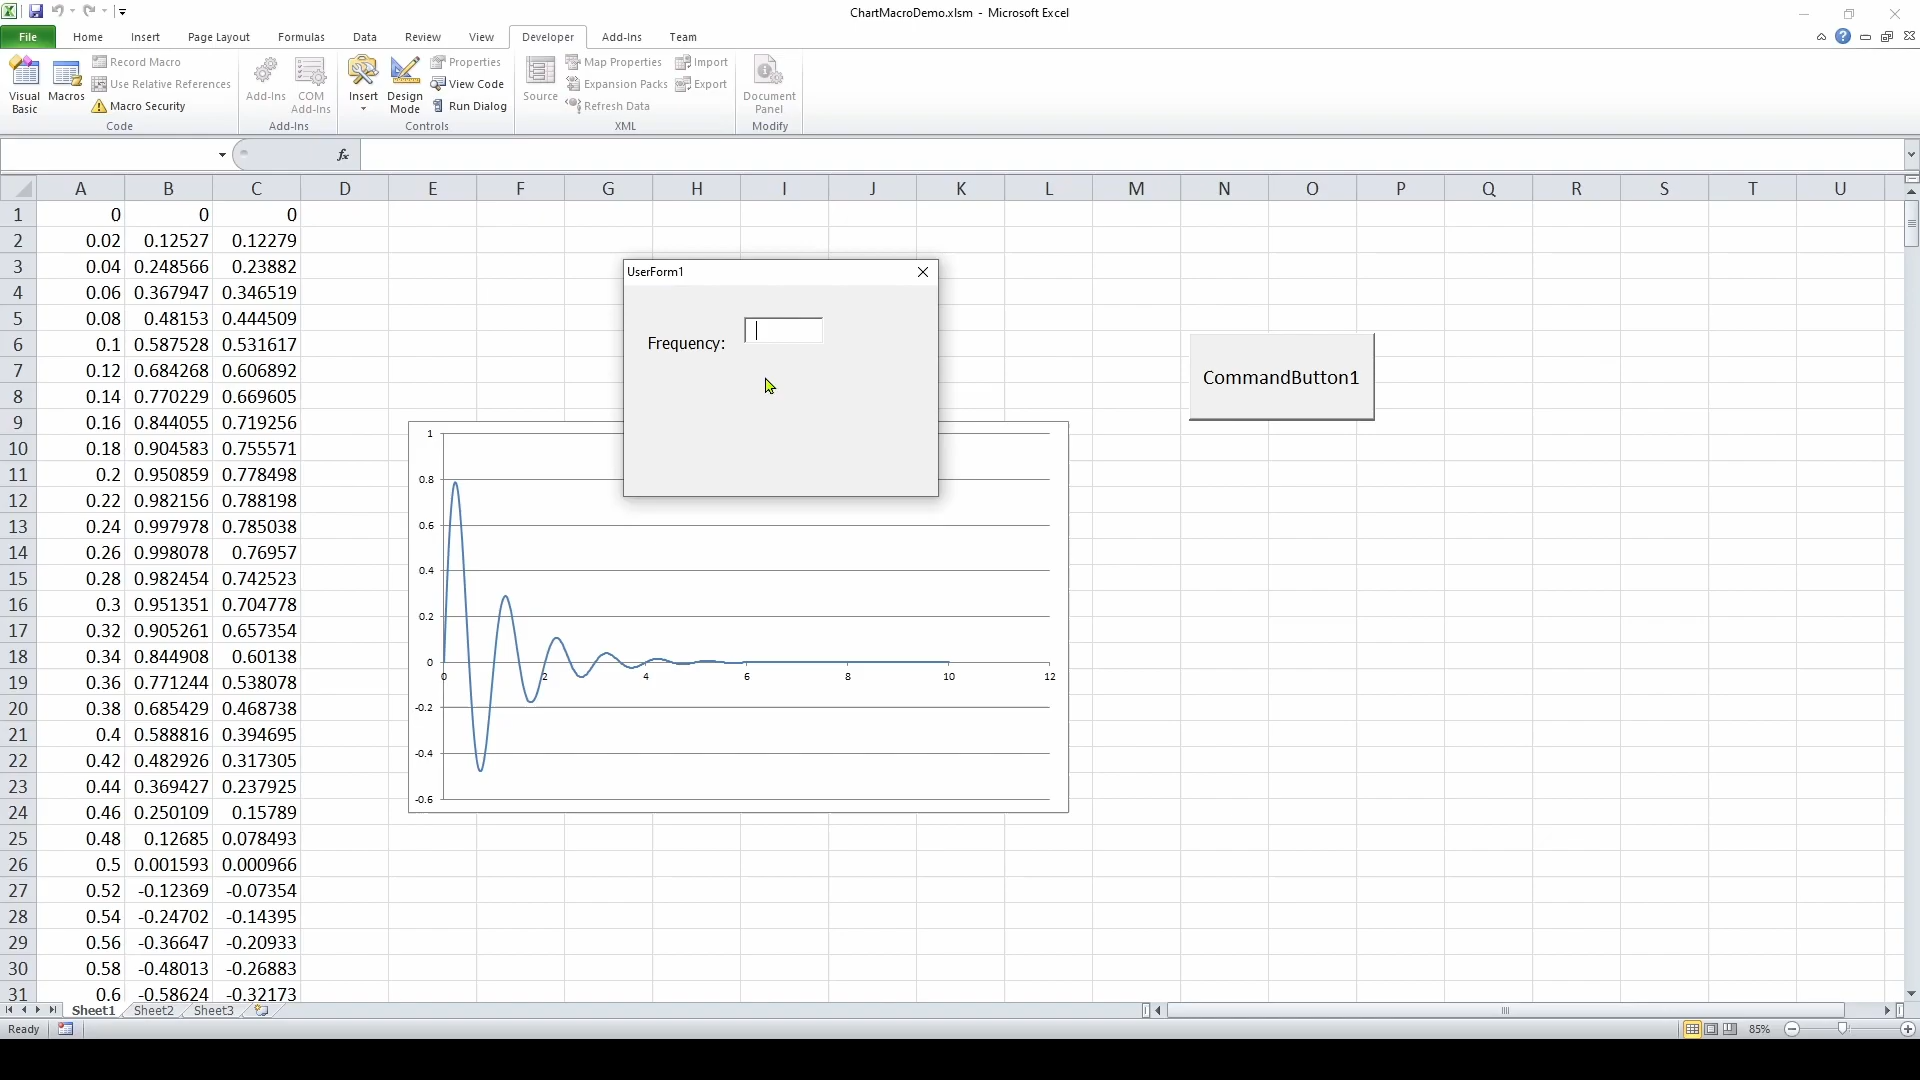 ChartMacroDemo.xlsm - Microsoft Excel
File Home Insert Page Layout Formulas Data Review View Developer Add-Ins Team
Visual Basic
Macros
Record Macro
Use Relative References
Macro Security
Code
Add-Ins
COM Add-Ins
Add-Ins
Insert
Design Mode
Properties
View Code
Run Dialog
Controls
Source
Map Properties
Expansion Packs
Refresh Data
Import
Export
XML
Document Panel
Modify
fx
A B C D E F G H I J K L M N O P Q R S T U
1 0 0 0
2 0.02 0.12527 0.12279
3 0.04 0.248566 0.23882
4 0.06 0.367947 0.346519
5 0.08 0.48153 0.444509
6 0.1 0.587528 0.531617
7 0.12 0.684268 0.606892
8 0.14 0.770229 0.669605
9 0.16 0.844055 0.719256
10 0.18 0.904583 0.755571
11 0.2 0.950859 0.778498
12 0.22 0.982156 0.788198
13 0.24 0.997978 0.785038
14 0.26 0.998078 0.76957
15 0.28 0.982454 0.742523
16 0.3 0.951351 0.704778
17 0.32 0.905261 0.657354
18 0.34 0.844908 0.60138
19 0.36 0.771244 0.538078
20 0.38 0.685429 0.468738
21 0.4 0.588816 0.394695
22 0.42 0.482926 0.317305
23 0.44 0.369427 0.237925
24 0.46 0.250109 0.15789
25 0.48 0.12685 0.078493
26 0.5 0.001593 0.000966
27 0.52 -0.12369 -0.07354
28 0.54 -0.24702 -0.14395
29 0.56 -0.36647 -0.20933
30 0.58 -0.48013 -0.26883
31 0.6 -0.58624 -0.32173
UserForm1
Frequency:
CommandButton1
1
0.8
0.6
0.4
0.2
0
-0.2
-0.4
-0.6
0 2 4 6 8 10 12
Sheet1 Sheet2 Sheet3
Ready
85%